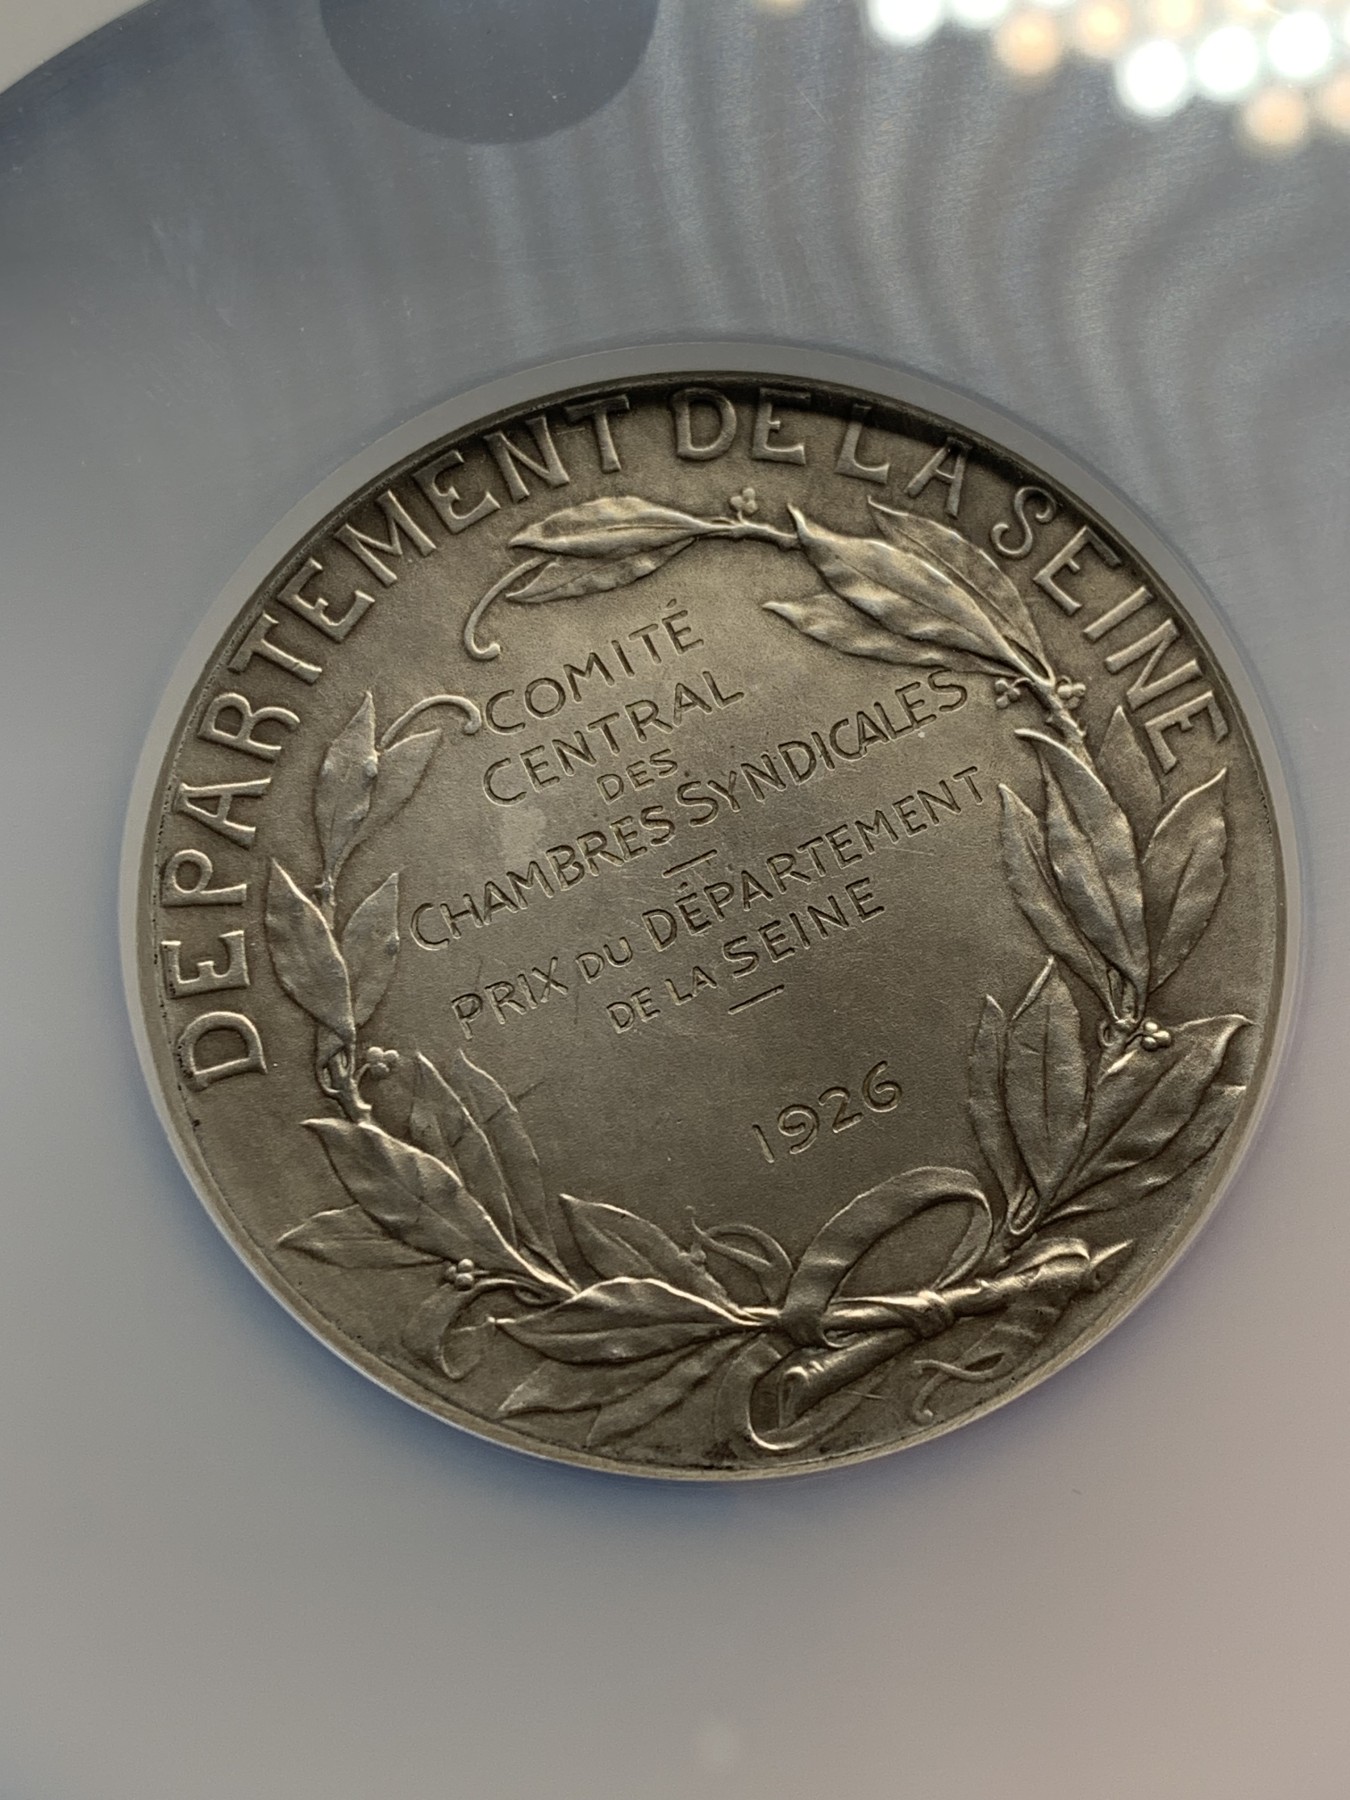 DEPARTEMENT DE LA SEINE
COMITÉ
CENTRAL
DES
CHAMBRES SYNDICALES
PRIX DU DÉPARTEMENT
DE LA SEINE
1926